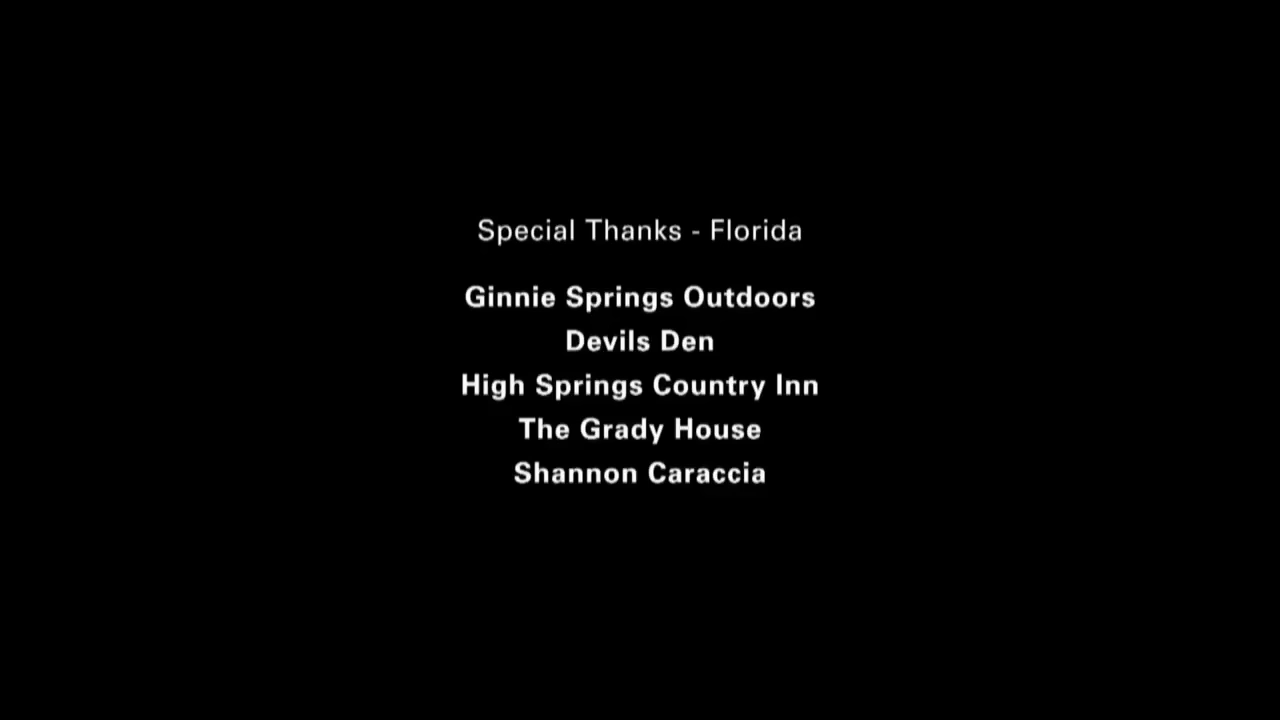 Special Thanks - Florida
Ginnie Springs Outdoors
Devils Den
High Springs Country Inn
The Grady House
Shannon Caraccia